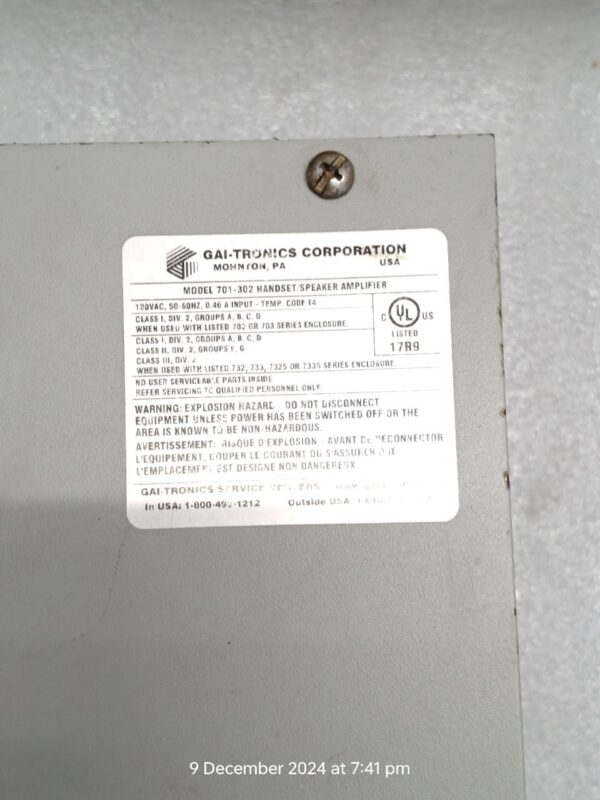 GAI-TRONICS CORPORATION
MOHNTON, PA USA
MODEL 701-302 HANDSET/SPEAKER AMPLIFIER
120VAC, 50-60HZ, 0.46 A INPUT - TEMP. CODE T4
CLASS I, DIV. 2, GROUPS A, B, C, D
WHEN USED WITH LISTED 702 OR 703 SERIES ENCLOSURE
C UL US
LISTED
17R9
CLASS I, DIV. 2, GROUPS A, B, C, D
CLASS II, DIV. 2, GROUPS F, G
CLASS III, DIV. 2
WHEN USED WITH LISTED 732, 733, 7325 OR 7335 SERIES ENCLOSURE.
NO USER SERVICEABLE PARTS INSIDE
REFER SERVICING TO QUALIFIED PERSONNEL ONLY.
WARNING: EXPLOSION HAZARD - DO NOT DISCONNECT
EQUIPMENT UNLESS POWER HAS BEEN SWITCHED OFF OR THE
AREA IS KNOWN TO BE NON-HAZARDOUS.
AVERTISSEMENT: RISQUE D'EXPLOSION - AVANT DE DECONNECTOR
L'EQUIPEMENT, COUPER LE COURANT OU S'ASSURER QUE
L'EMPLACEMENT EST DESIGNE NON DANGEREUX
GAI-TRONICS SERVICE CENTERS
In USA: 1-800-492-1212 Outside USA:
9 December 2024 at 7:41 pm